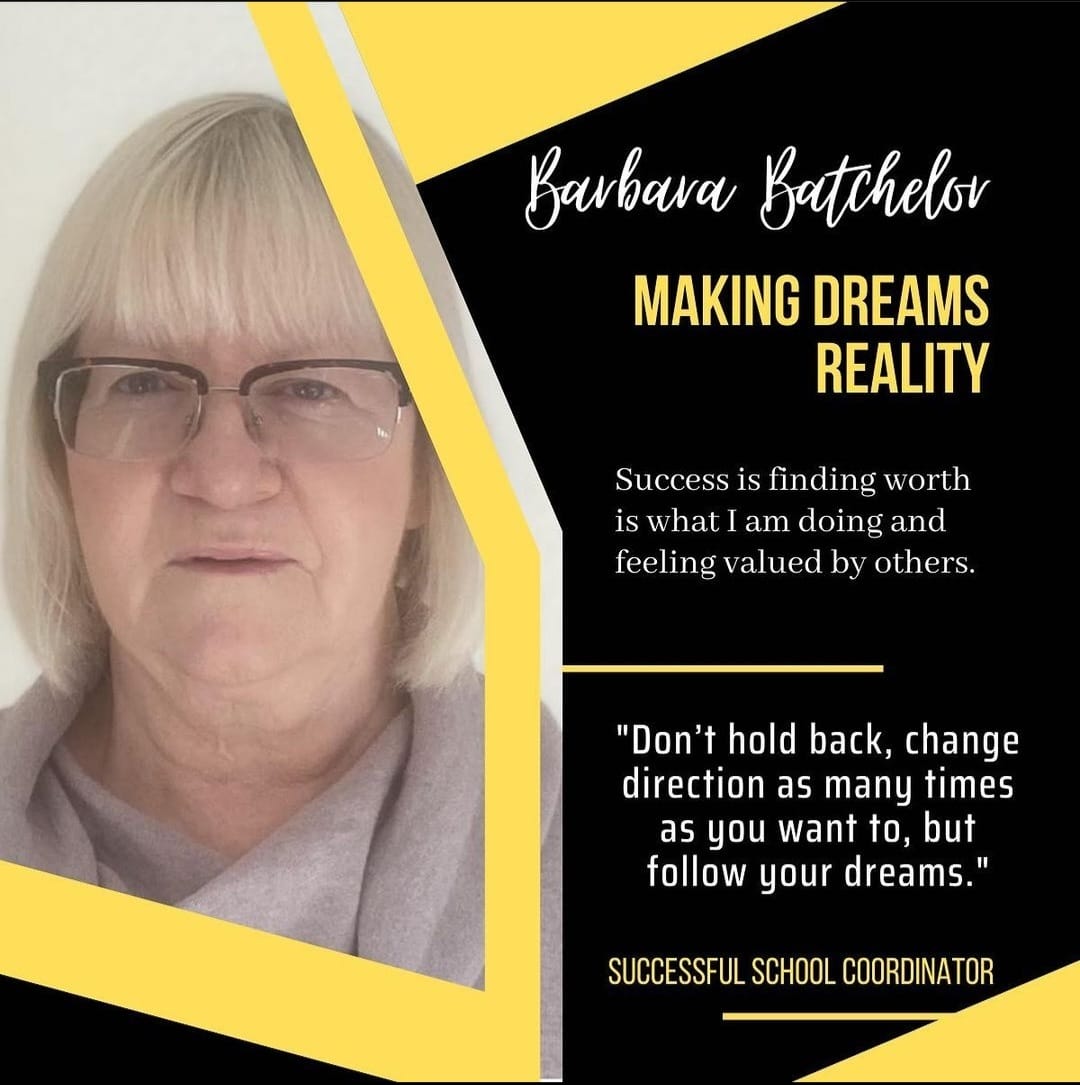 Barbara Batchelor
MAKING DREAMS
REALITY
Success is finding worth
is what I am doing and
feeling valued by others.
"Don’t hold back, change
direction as many times
as you want to, but
follow your dreams."
SUCCESSFUL SCHOOL COORDINATOR